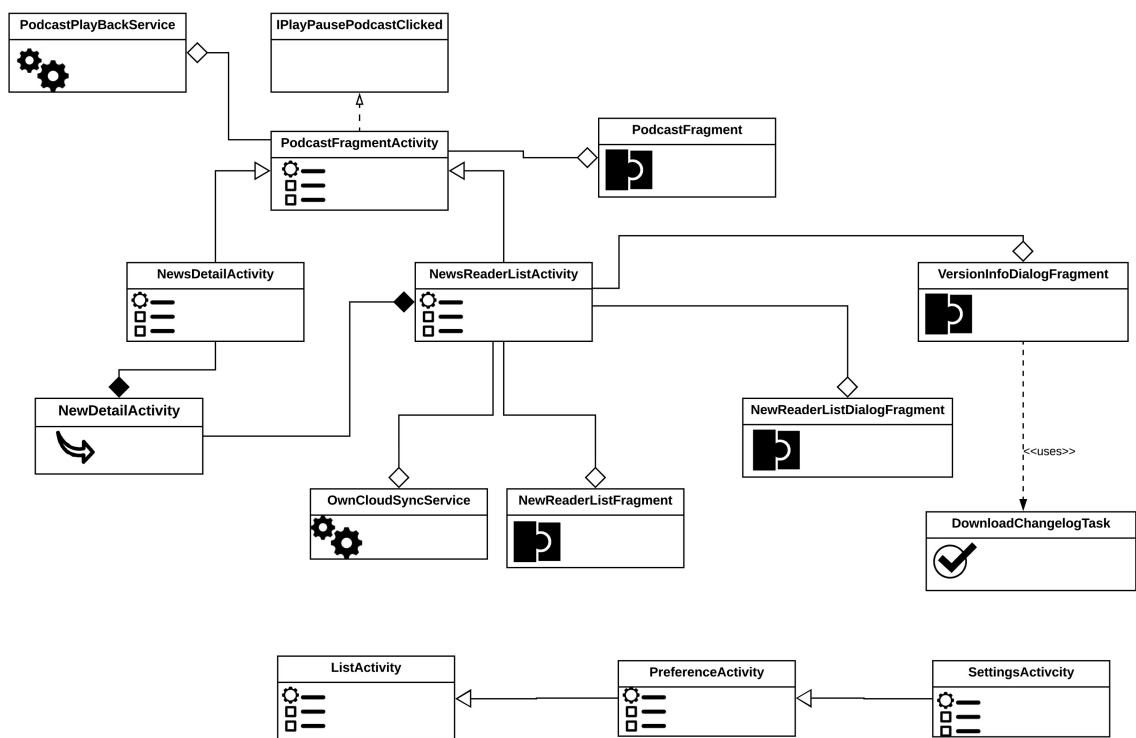 PodcastPlayBackService
IPlayPausePodcastClicked
PodcastFragmentActivity
PodcastFragment
NewsDetailActivity
NewsReaderListActivity
VersionInfoDialogFragment
NewDetailActivity
NewReaderListDialogFragment
<<uses>>
OwnCloudSyncService
NewReaderListFragment
DownloadChangelogTask
ListActivity
PreferenceActivity
SettingsActivcity